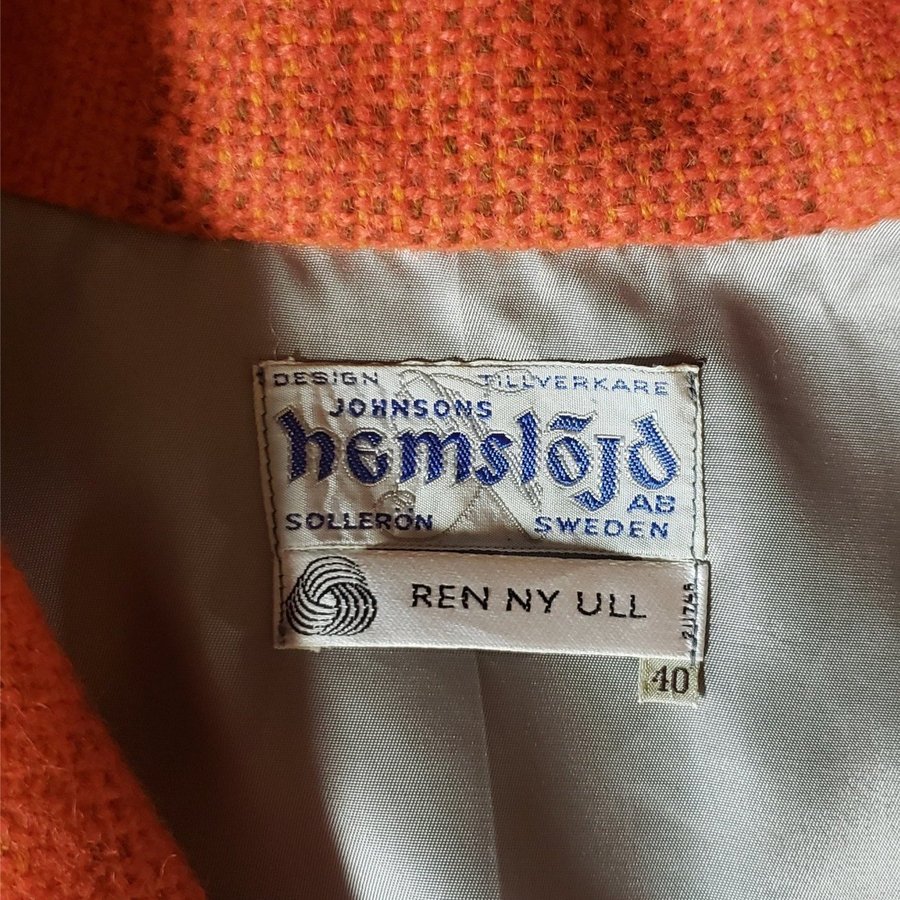 DESIGN TILLVERKARE
JOHNSONS
hemslöjd
AB
SOLLERÖN SWEDEN
REN NY ULL
40